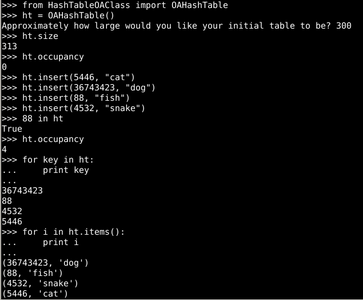 >>> from HashTableOAClass import OAHashTable
>>> ht = OAHashTable()
Approximately how large would you like your initial table to be? 300
>>> ht.size
313
>>> ht.occupancy
0
>>> ht.insert(5446, "cat")
>>> ht.insert(36743423, "dog")
>>> ht.insert(88, "fish")
>>> ht.insert(4532, "snake")
>>> 88 in ht
True
>>> ht.occupancy
4
>>> for key in ht:
...     print key
...
36743423
88
4532
5446
>>> for i in ht.items():
...     print i
...
(36743423, 'dog')
(88, 'fish')
(4532, 'snake')
(5446, 'cat')